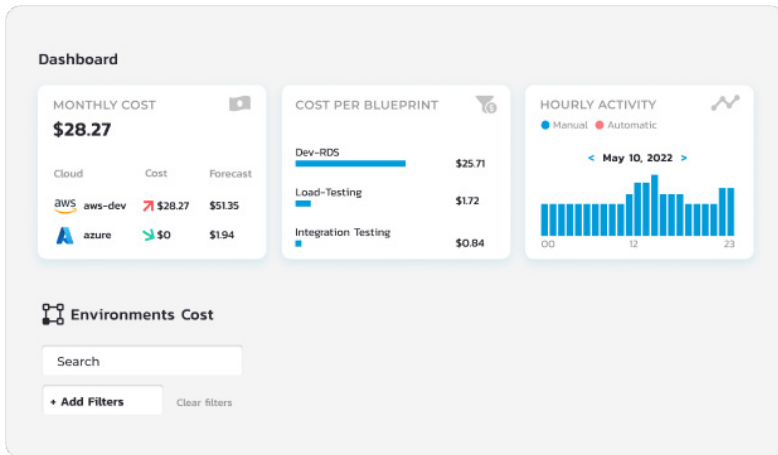 Dashboard
MONTHLY COST
$28.27
Cloud Cost Forecast
aws aws-dev $28.27 $51.35
azure $0 $1.94
COST PER BLUEPRINT
Dev-RDS
$25.71
Load-Testing
$1.72
Integration Testing
$0.84
HOURLY ACTIVITY
Manual Automatic
< May 10, 2022 >
00 12 23
Environments Cost
Search
+ Add Filters Clear filters